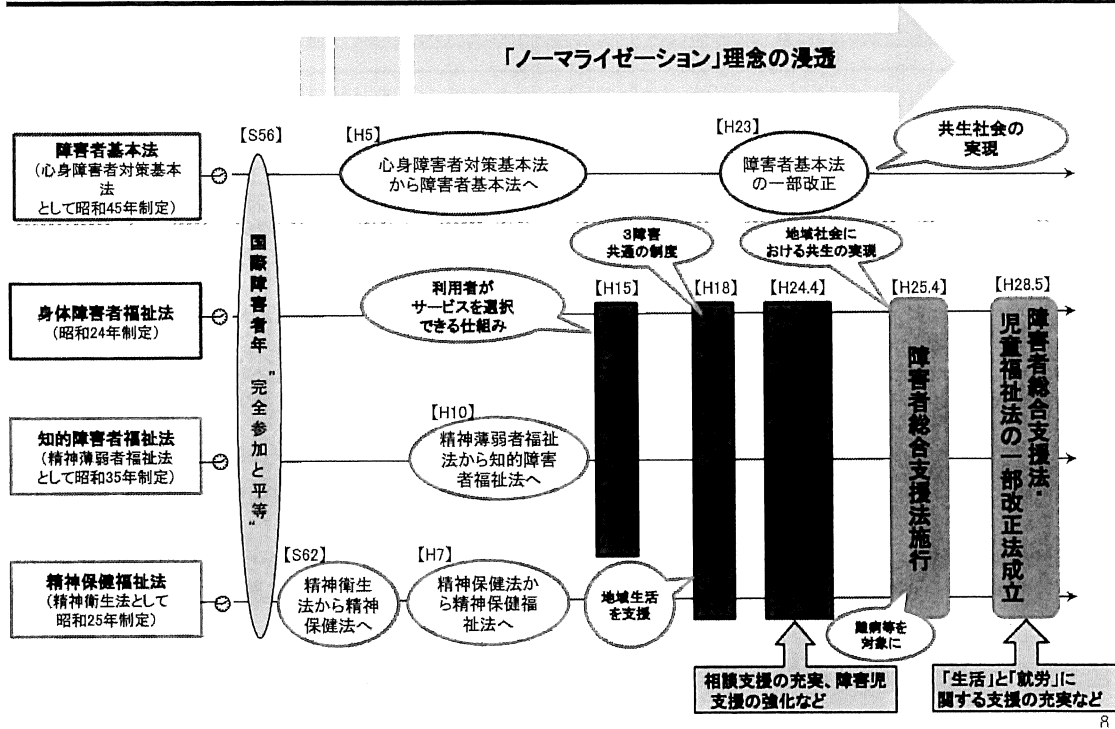 「ノーマライゼーション」理念の浸透
【S56】
【H5】
【H23】
共生社会の
実現
障害者基本法
(心身障害者対策基本
法
として昭和45年制定)
心身障害者対策基本法
から障害者基本法へ
障害者基本法
の一部改正
国際障害者年 “完全参加と平等”
3障害
共通の制度
地域社会に
おける共生の実現
利用者が
サービスを選択
できる仕組み
【H15】
【H18】
【H24.4】
【H25.4】
【H28.5】
身体障害者福祉法
(昭和24年制定)
障害者総合支援法施行
障害者総合支援法・
児童福祉法の一部改正法成立
【H10】
知的障害者福祉法
(精神薄弱者福祉法
として昭和35年制定)
精神薄弱者福祉
法から知的障害
者福祉法へ
【S62】
【H7】
精神保健福祉法
(精神衛生法として
昭和25年制定)
精神衛生
法から精神
保健法へ
精神保健法か
ら精神保健福
祉法へ
地域生活
を支援
難病等を
対象に
相談支援の充実、障害児
支援の強化など
「生活」と「就労」に
関する支援の充実など
8